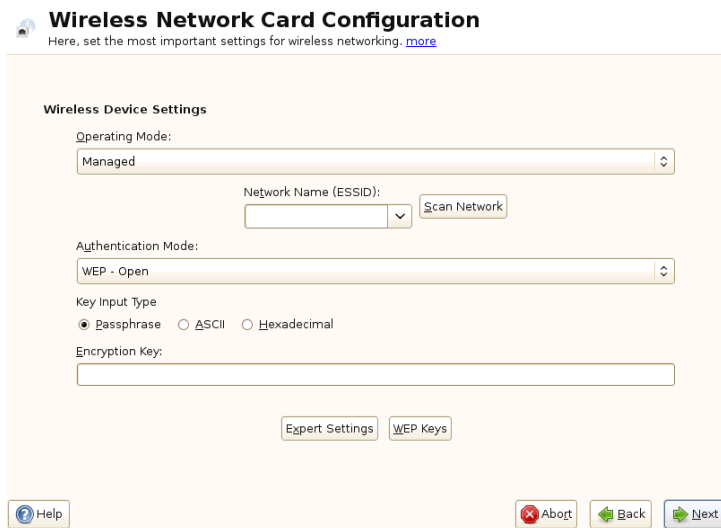 Wireless Network Card Configuration
Here, set the most important settings for wireless networking. more
Wireless Device Settings
Operating Mode:
Managed
Network Name (ESSID):
Scan Network
Authentication Mode:
WEP - Open
Key Input Type
Passphrase ASCII Hexadecimal
Encryption Key:
Expert Settings WEP Keys
Help Abort Back Next